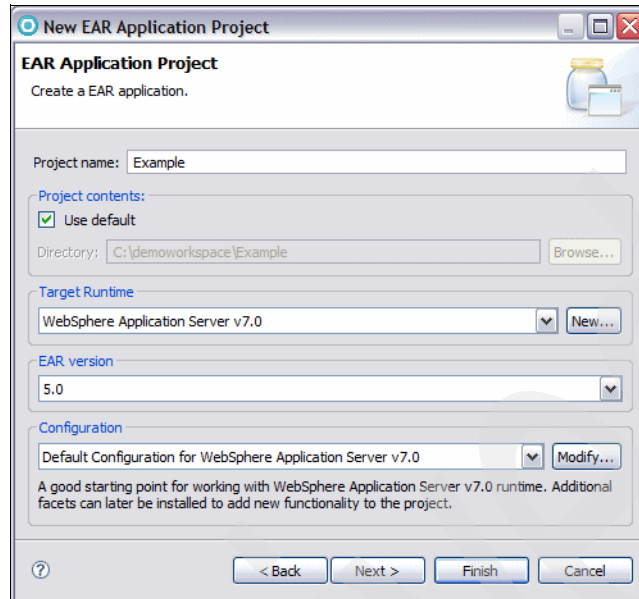 New EAR Application Project
EAR Application Project
Create a EAR application.
Project name: Example
Project contents:
Use default
Directory: C:\demoworkspace\Example Browse...
Target Runtime
WebSphere Application Server v7.0 New...
EAR version
5.0
Configuration
Default Configuration for WebSphere Application Server v7.0 Modify...
A good starting point for working with WebSphere Application Server v7.0 runtime. Additional
facets can later be installed to add new functionality to the project.
? < Back Next > Finish Cancel